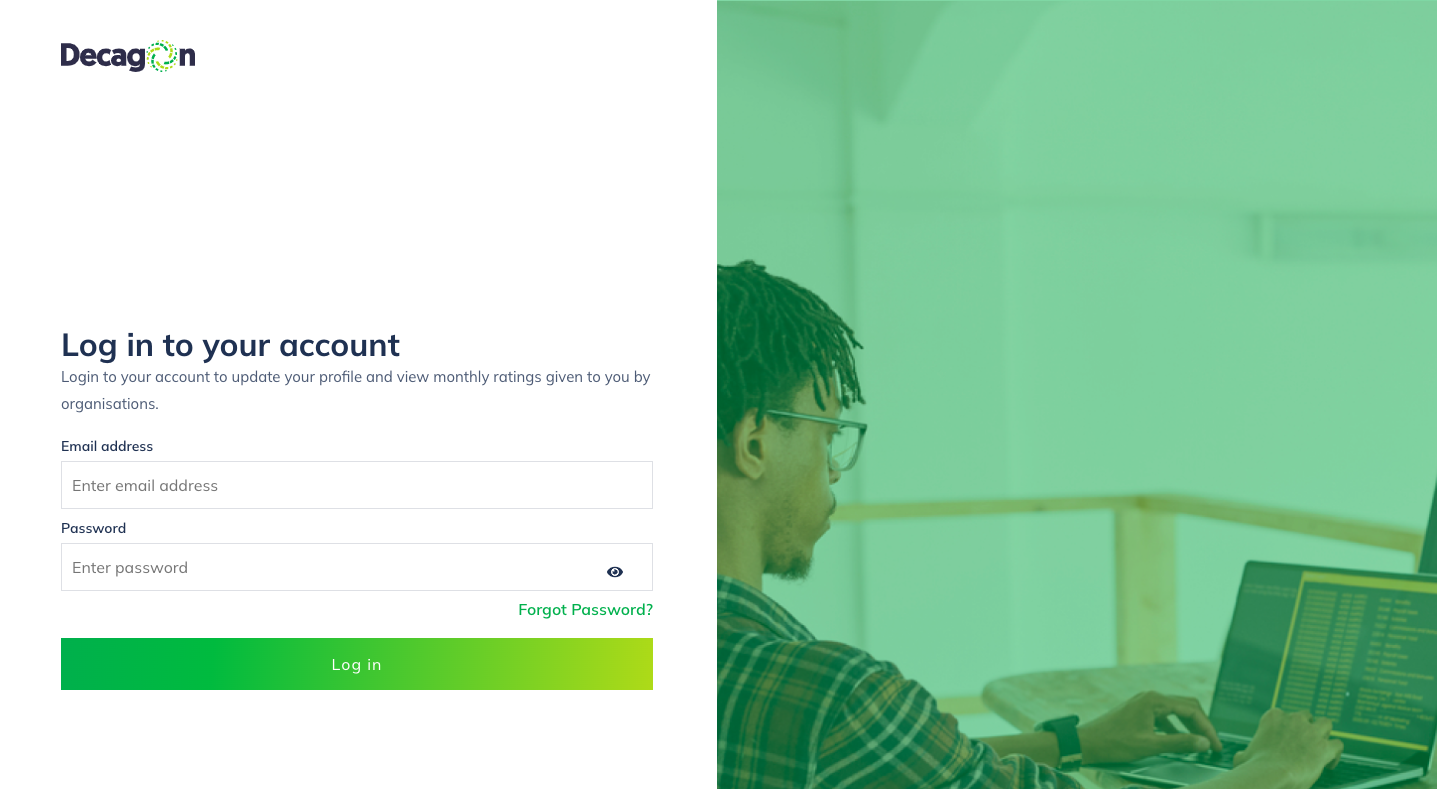 Decagon
Log in to your account
Login to your account to update your profile and view monthly ratings given to you by
organisations.
Email address
Enter email address
Password
Enter password
Forgot Password?
Log in